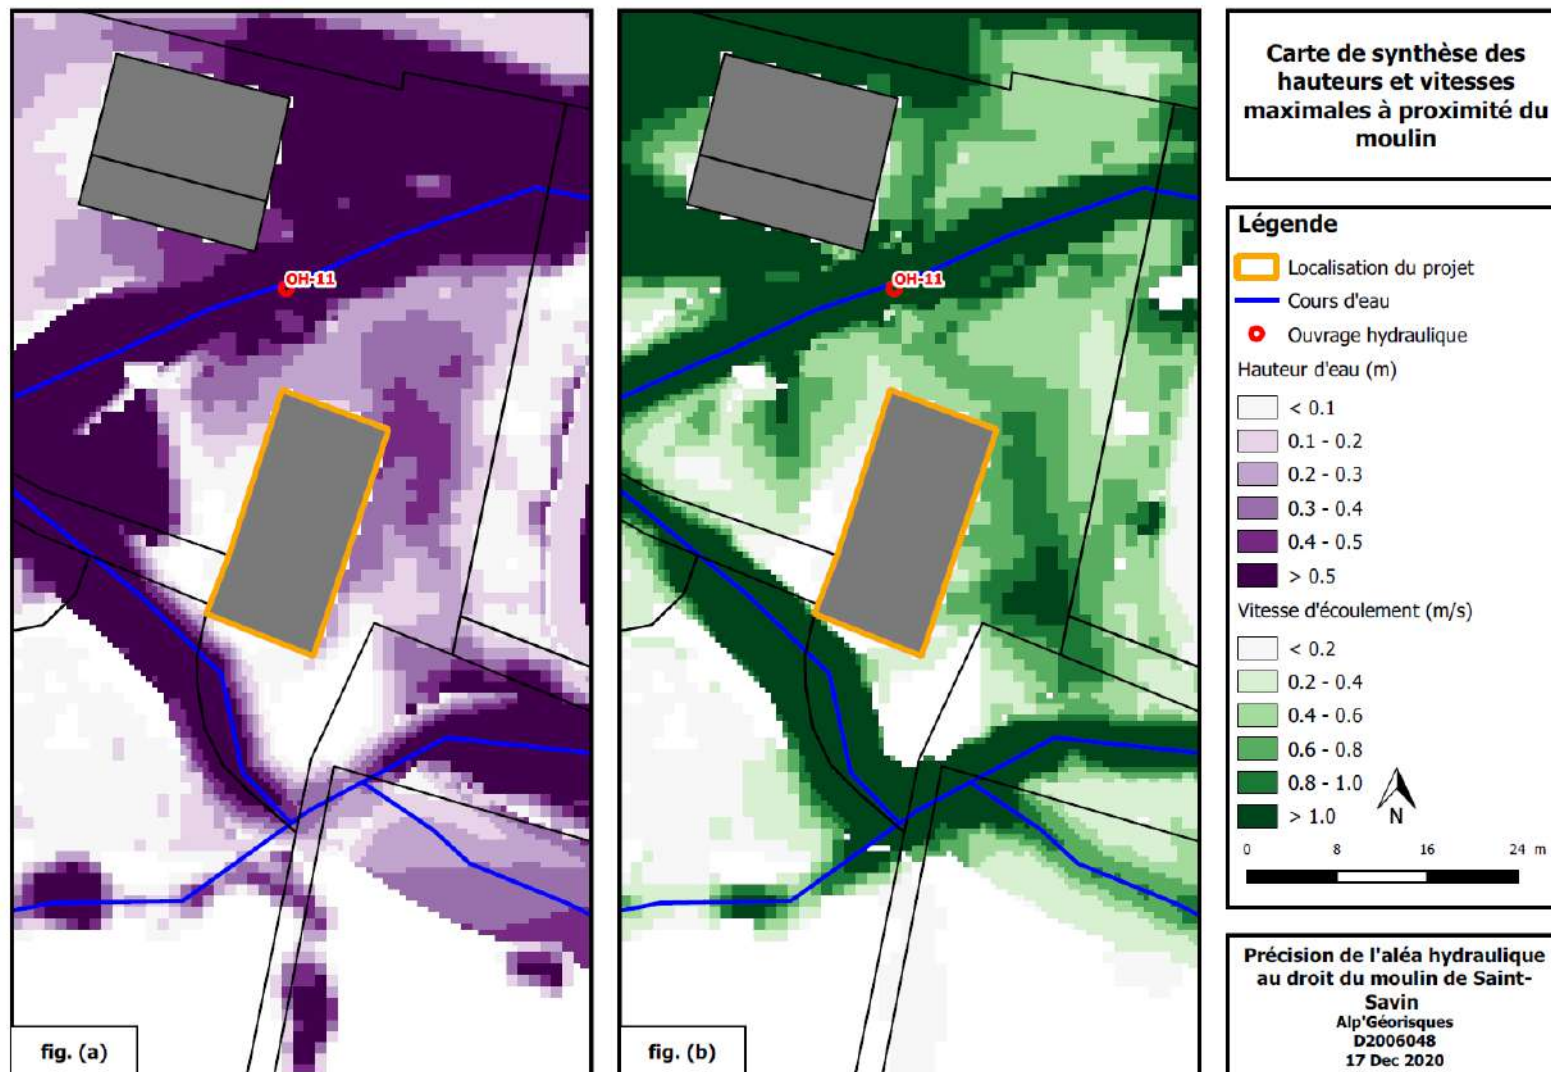 OH-11
fig. (a)
OH-11
fig. (b)
Carte de synthèse des
hauteurs et vitesses
maximales à proximité du
moulin
Légende
Localisation du projet
Cours d'eau
Ouvrage hydraulique
Hauteur d'eau (m)
< 0.1
0.1 - 0.2
0.2 - 0.3
0.3 - 0.4
0.4 - 0.5
> 0.5
Vitesse d'écoulement (m/s)
< 0.2
0.2 - 0.4
0.4 - 0.6
0.6 - 0.8
0.8 - 1.0
> 1.0
N
0 8 16 24 m
Précision de l'aléa hydraulique
au droit du moulin de Saint-
Savin
Alp'Géorisques
D2006048
17 Dec 2020